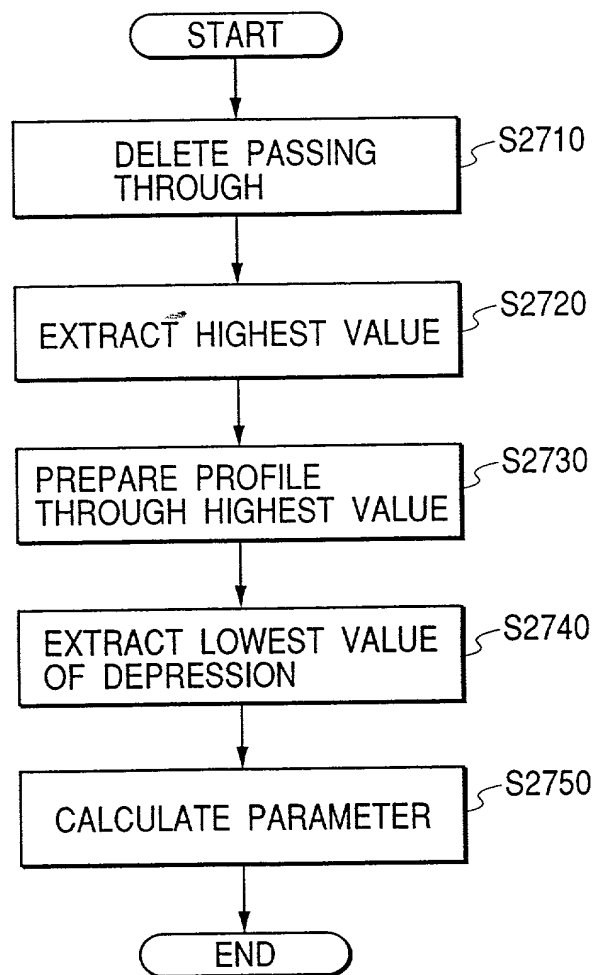 START
DELETE PASSING
THROUGH
S2710
EXTRACT HIGHEST VALUE
S2720
PREPARE PROFILE
THROUGH HIGHEST VALUE
S2730
EXTRACT LOWEST VALUE
OF DEPRESSION
S2740
CALCULATE PARAMETER
S2750
END